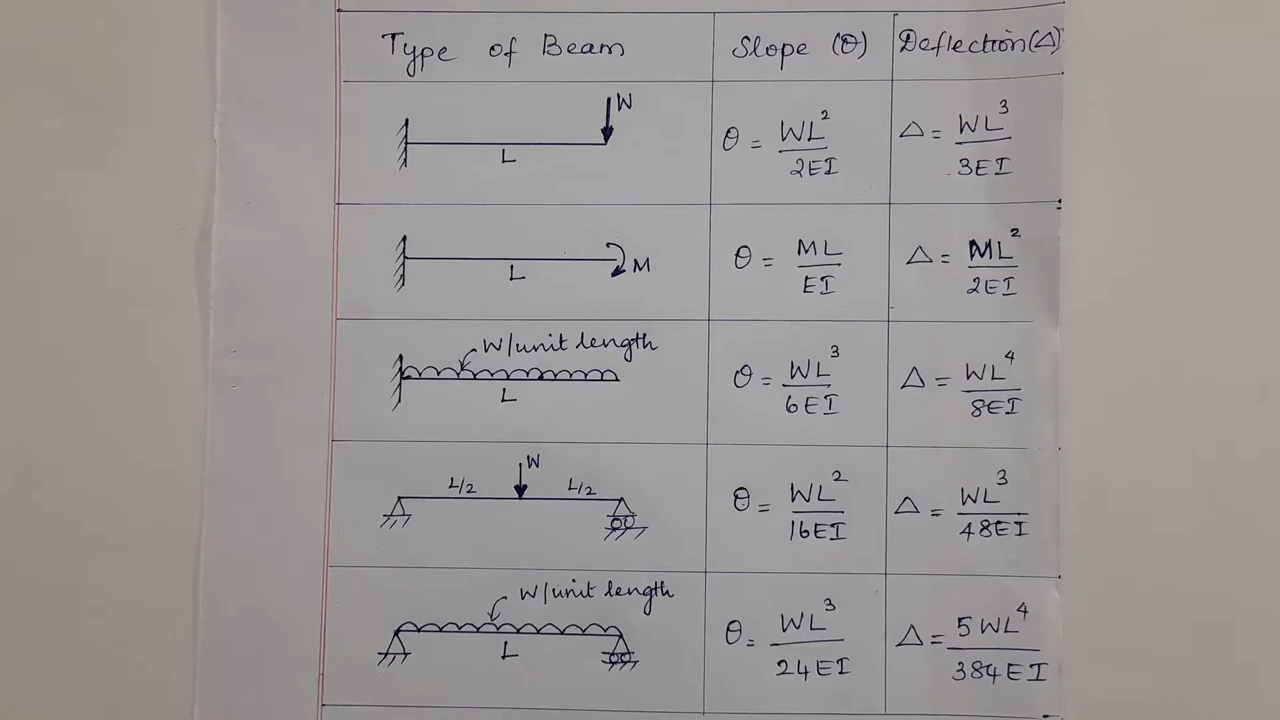 Type of Beam Slope (θ) Deflection (Δ)
W
L
θ = WL²/2EI
Δ = WL³/3EI
L
M
θ = ML/EI
Δ = ML²/2EI
W/unit length
L
θ = WL³/6EI
Δ = WL⁴/8EI
W
L/2 L/2
θ = WL²/16EI
Δ = WL³/48EI
W/unit length
L
θ = WL³/24EI
Δ = 5WL⁴/384EI